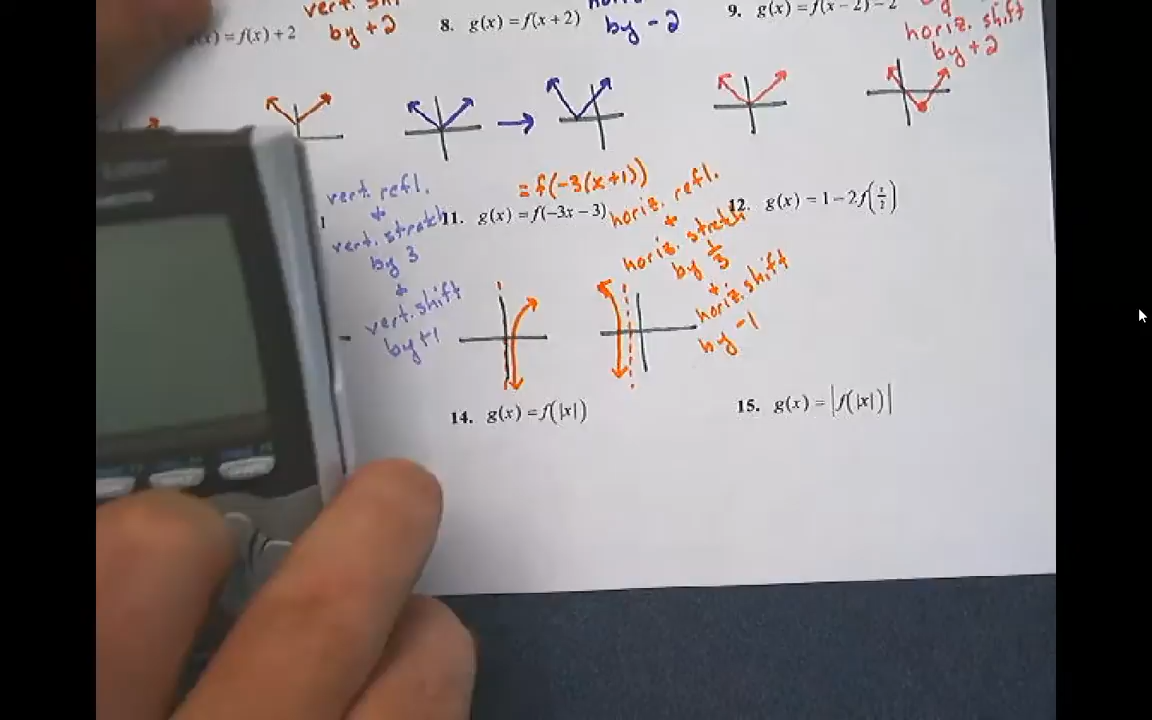 vert.
by +2
= f(x) + 2
8. g(x) = f(x + 2)
by -2
9. g(x) = f(x - 2) - 2
horiz. shift
by +2
1
vert. refl.
+
vert. stretch
by 3
+
vert. shift
by +1
= f(-3(x+1))
11. g(x) = f(-3x - 3)
horiz. refl.
+
horiz. stretch
by 1/3
+
horiz. shift
by -1
12. g(x) = 1 - 2f(x/2)
14. g(x) = f(|x|)
15. g(x) = |f(|x|)|